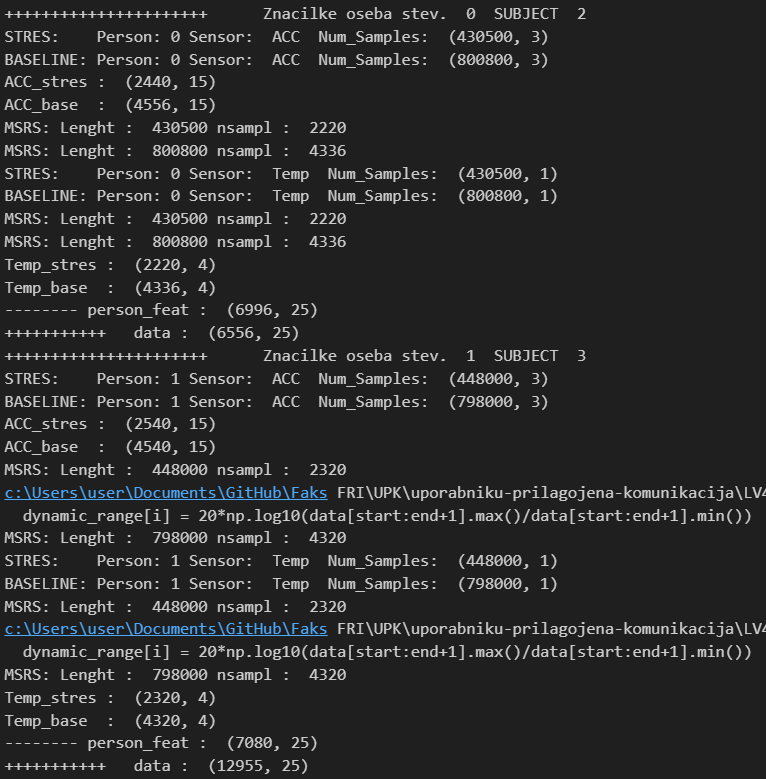 ++++++++++++++++++++++      Znacilke oseba stev.  0  SUBJECT  2
STRES:    Person: 0 Sensor:  ACC  Num_Samples:  (430500, 3)
BASELINE: Person: 0 Sensor:  ACC  Num_Samples:  (800800, 3)
ACC_stres :  (2440, 15)
ACC_base  :  (4556, 15)
MSRS: Lenght :  430500 nsampl :  2220
MSRS: Lenght :  800800 nsampl :  4336
STRES:    Person: 0 Sensor:  Temp  Num_Samples:  (430500, 1)
BASELINE: Person: 0 Sensor:  Temp  Num_Samples:  (800800, 1)
MSRS: Lenght :  430500 nsampl :  2220
MSRS: Lenght :  800800 nsampl :  4336
Temp_stres :  (2220, 4)
Temp_base  :  (4336, 4)
-------- person_feat :  (6996, 25)
+++++++++++   data :  (6556, 25)
++++++++++++++++++++++      Znacilke oseba stev.  1  SUBJECT  3
STRES:    Person: 1 Sensor:  ACC  Num_Samples:  (448000, 3)
BASELINE: Person: 1 Sensor:  ACC  Num_Samples:  (798000, 3)
ACC_stres :  (2540, 15)
ACC_base  :  (4540, 15)
MSRS: Lenght :  448000 nsampl :  2320
c:\Users\user\Documents\GitHub\Faks FRI\UPK\uporabniku-prilagojena-komunikacija\LV4
  dynamic_range[i] = 20*np.log10(data[start:end+1].max()/data[start:end+1].min())
MSRS: Lenght :  798000 nsampl :  4320
STRES:    Person: 1 Sensor:  Temp  Num_Samples:  (448000, 1)
BASELINE: Person: 1 Sensor:  Temp  Num_Samples:  (798000, 1)
MSRS: Lenght :  448000 nsampl :  2320
c:\Users\user\Documents\GitHub\Faks FRI\UPK\uporabniku-prilagojena-komunikacija\LV4
  dynamic_range[i] = 20*np.log10(data[start:end+1].max()/data[start:end+1].min())
MSRS: Lenght :  798000 nsampl :  4320
Temp_stres :  (2320, 4)
Temp_base  :  (4320, 4)
-------- person_feat :  (7080, 25)
+++++++++++   data :  (12955, 25)